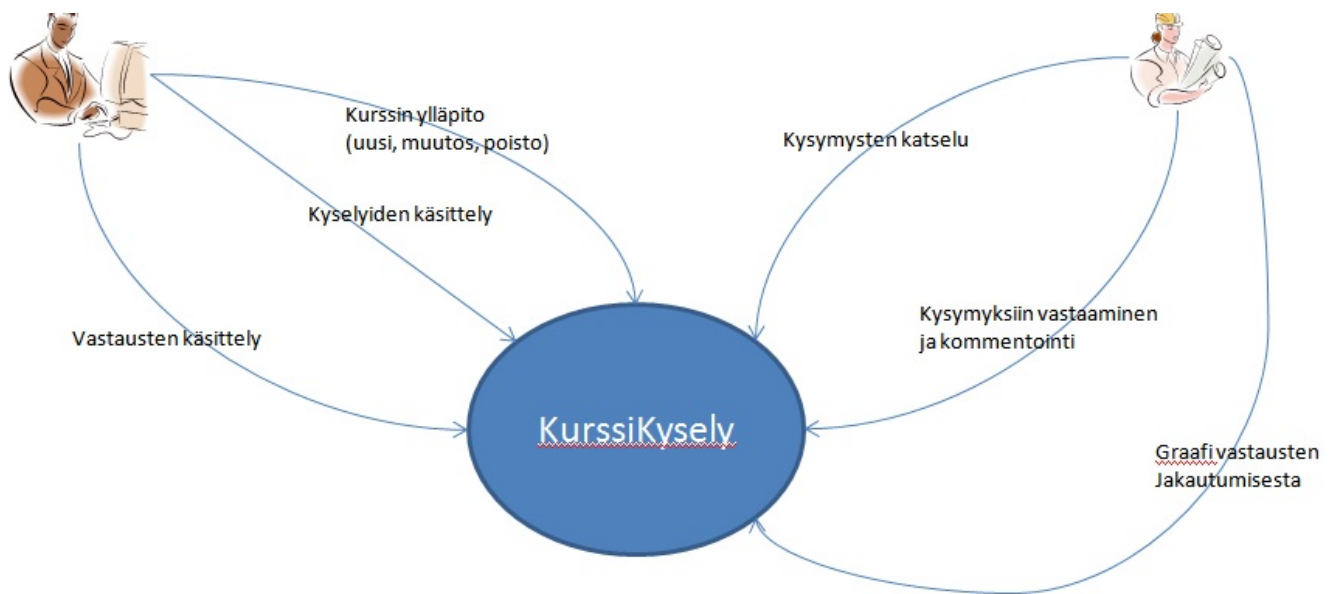 Kurssin ylläpito
(uusi, muutos, poisto)
Kysymysten katselu
Kyselyiden käsittely
Vastausten käsittely
Kysymyksiin vastaaminen
ja kommentointi
KurssiKysely
Graafi vastausten
Jakautumisesta